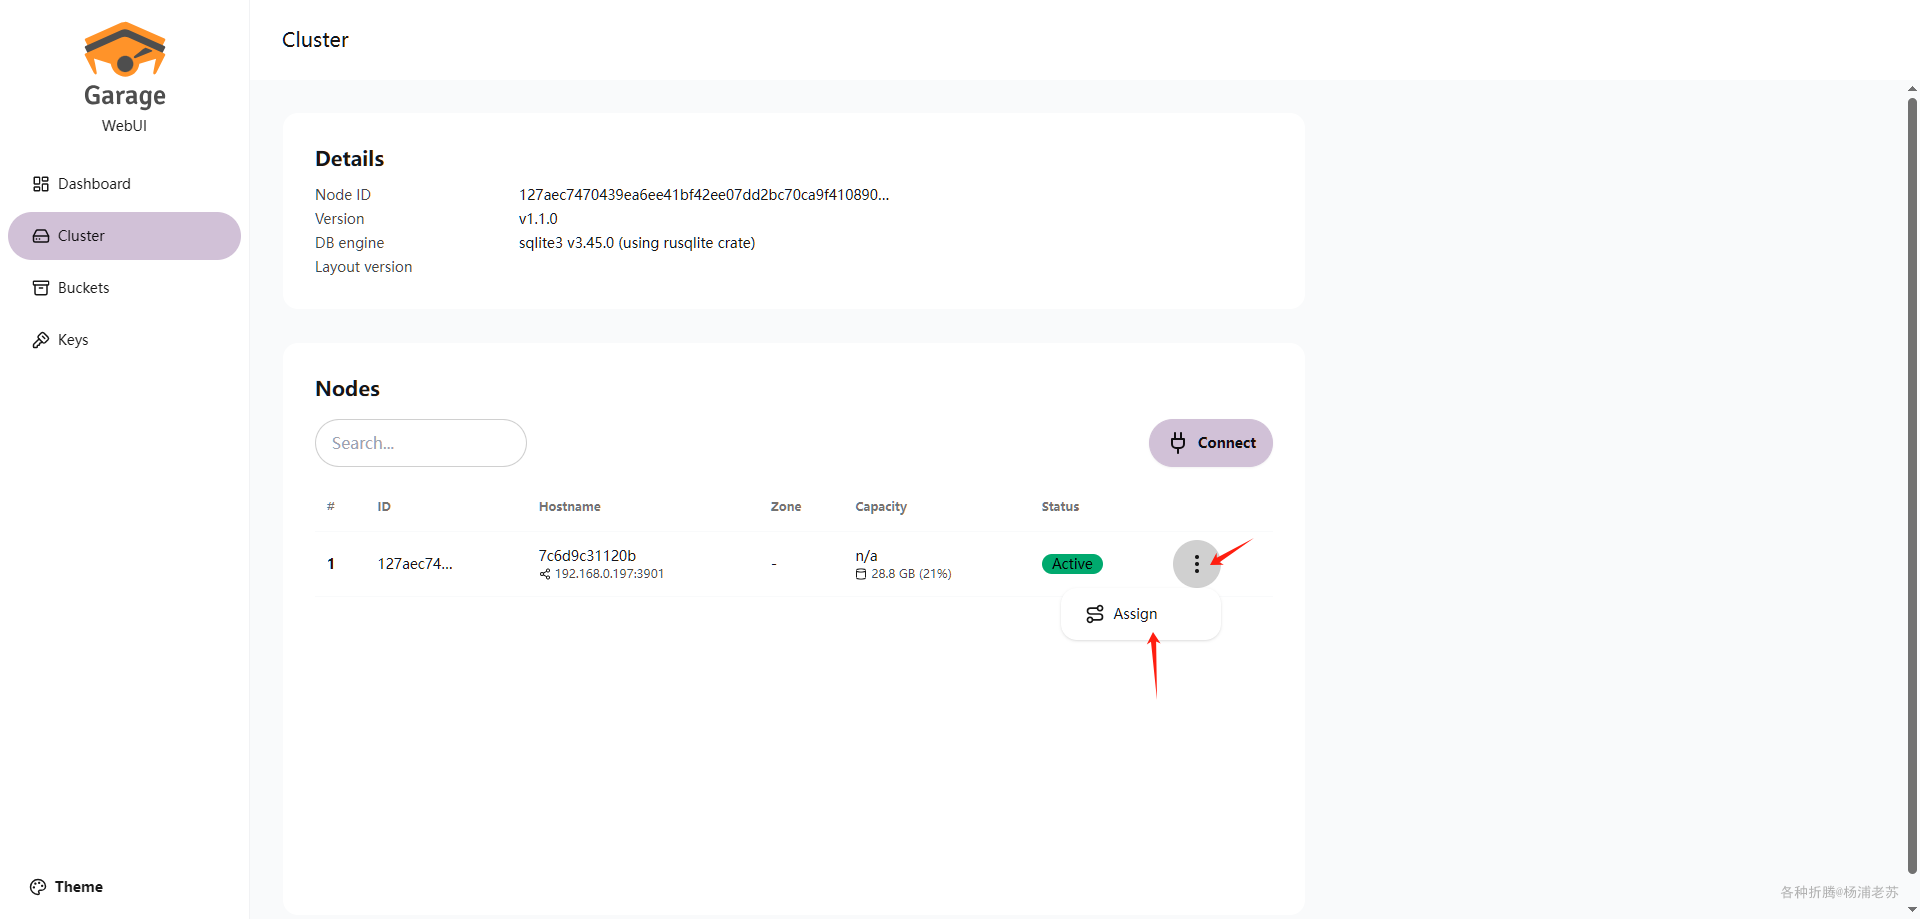 Garage
WebUI
Dashboard
Cluster
Buckets
Keys
Theme
Cluster
Details
Node ID 127aec7470439ea6ee41bf42ee07dd2bc70ca9f410890...
Version v1.1.0
DB engine sqlite3 v3.45.0 (using rusqlite crate)
Layout version
Nodes
Search...
Connect
# ID Hostname Zone Capacity Status
1 127aec74... 7c6d9c31120b - n/a Active
192.168.0.197:3901 28.8 GB (21%)
Assign
各种折腾@杨浦老苏